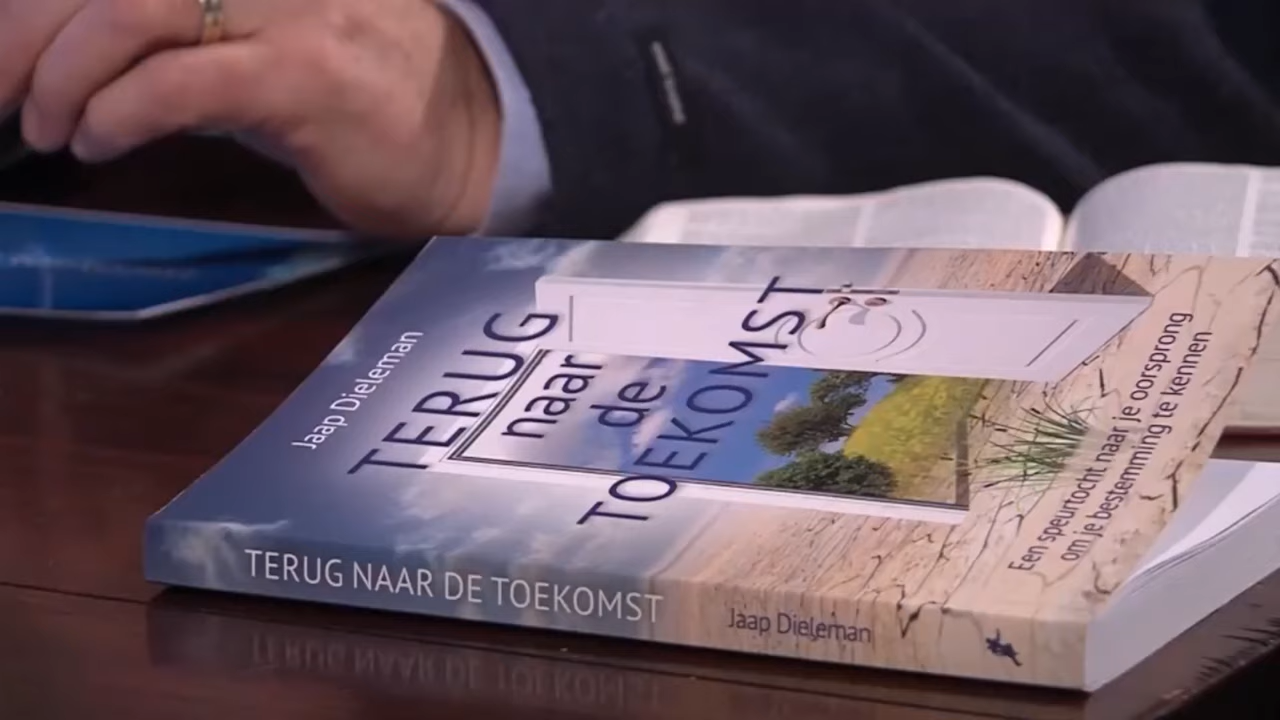 Jaap Dieleman
TERUG
naar
de
TOEKOMST
Een speurtocht naar je oorsprong
om je bestemming te kennen
TERUG NAAR DE TOEKOMST
Jaap Dieleman